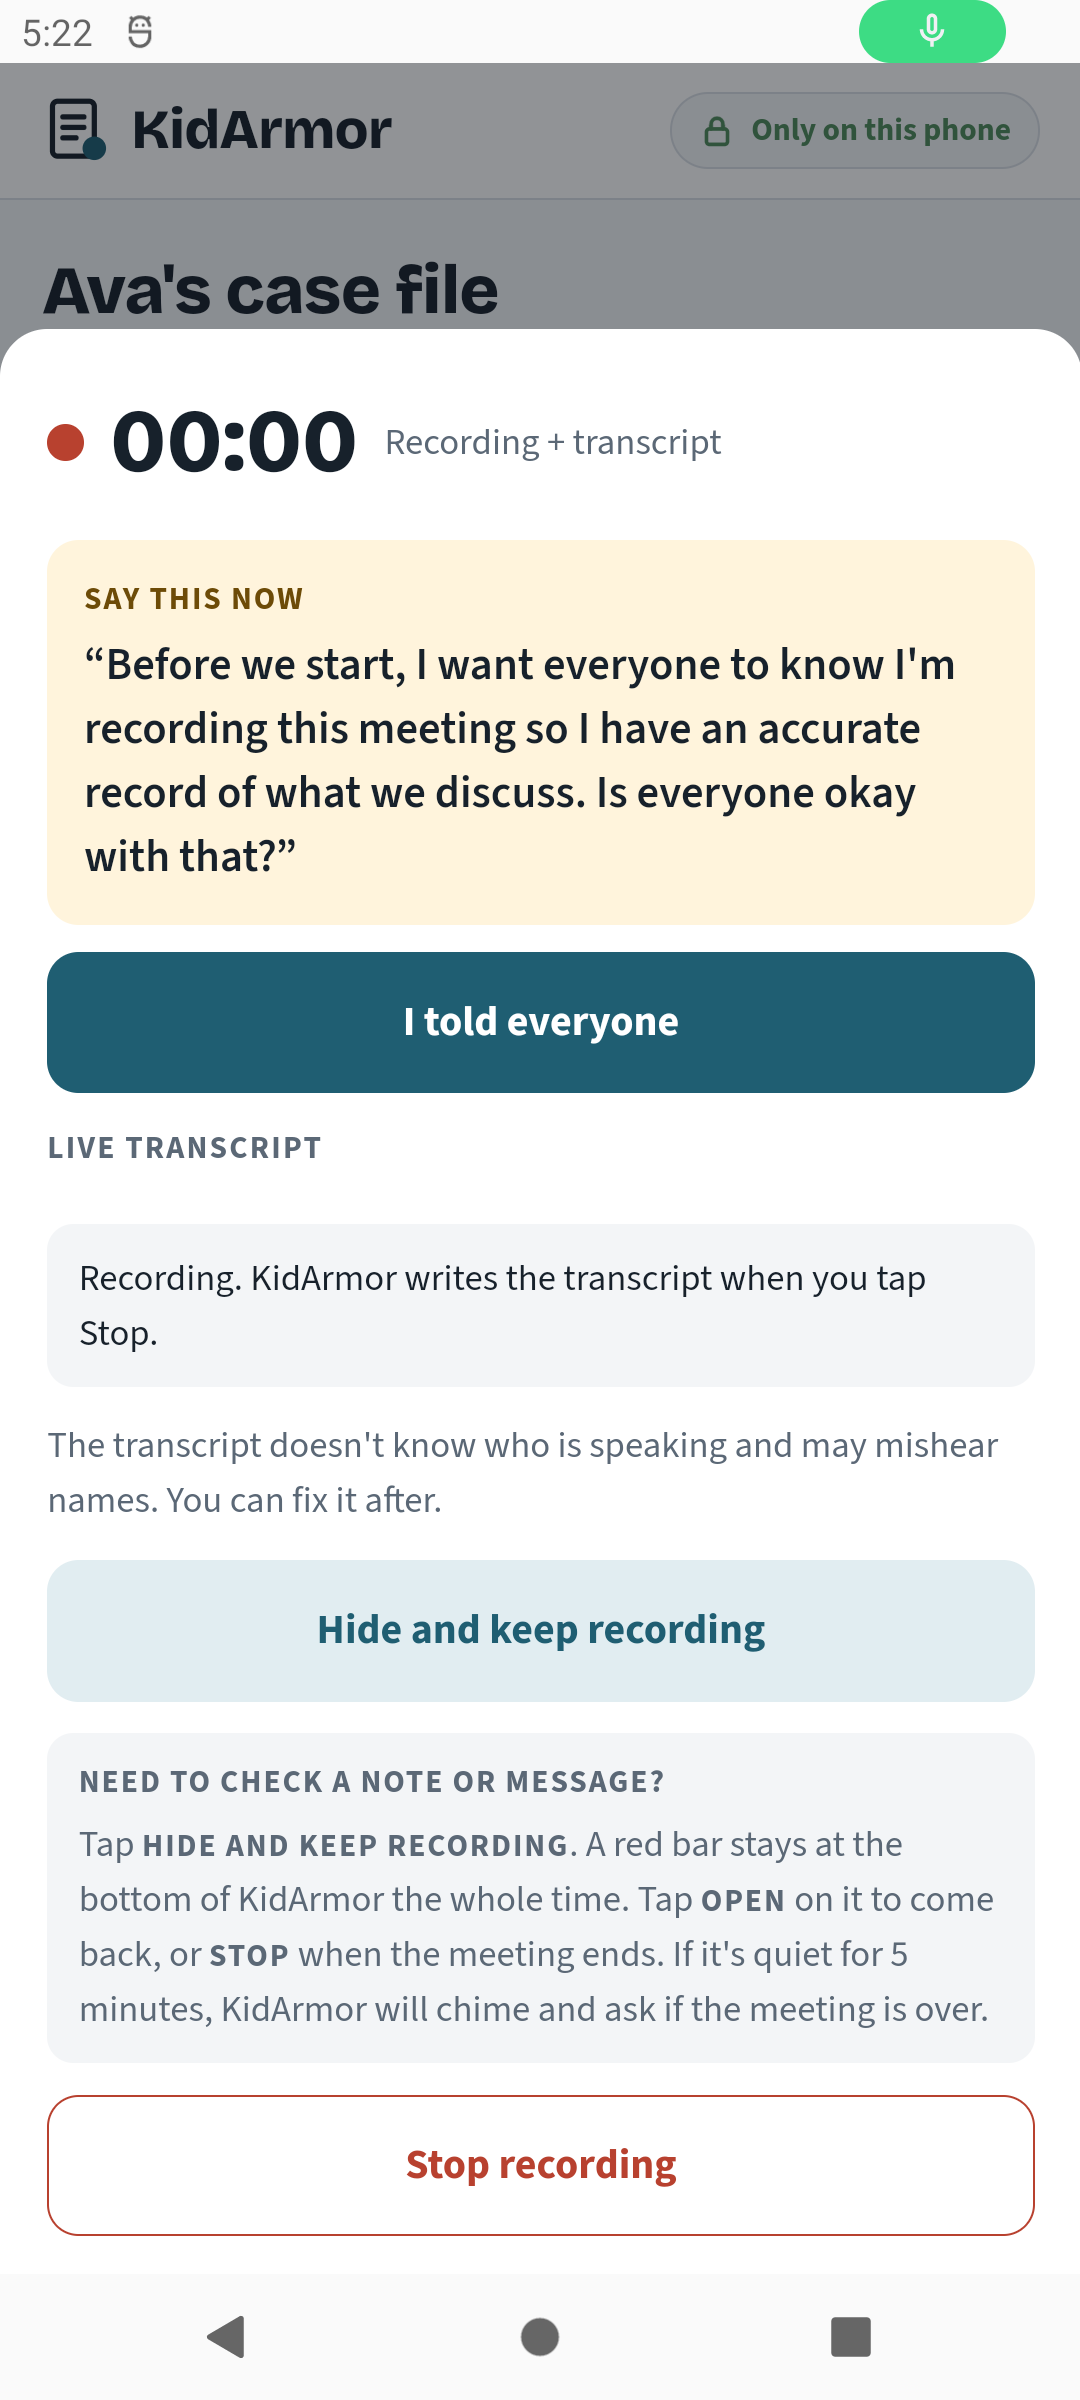 5:22
KidArmor
Only on this phone
Ava's case file
00:00 Recording + transcript
SAY THIS NOW
“Before we start, I want everyone to know I'm
recording this meeting so I have an accurate
record of what we discuss. Is everyone okay
with that?”
I told everyone
LIVE TRANSCRIPT
Recording. KidArmor writes the transcript when you tap
Stop.
The transcript doesn't know who is speaking and may mishear
names. You can fix it after.
Hide and keep recording
NEED TO CHECK A NOTE OR MESSAGE?
Tap HIDE AND KEEP RECORDING. A red bar stays at the
bottom of KidArmor the whole time. Tap OPEN on it to come
back, or STOP when the meeting ends. If it's quiet for 5
minutes, KidArmor will chime and ask if the meeting is over.
Stop recording